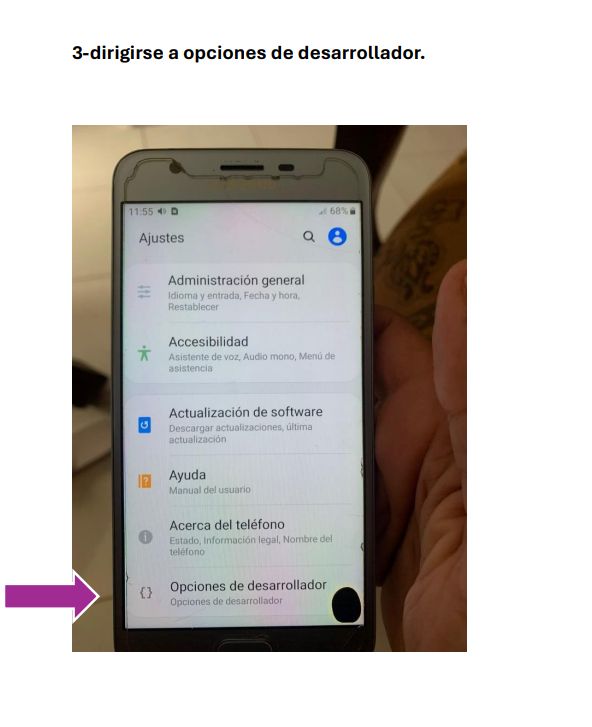 3-dirigirse a opciones de desarrollador.
11:55
68%
Ajustes
Administración general
Idioma y entrada, Fecha y hora,
Restablecer
Accesibilidad
Asistente de voz, Audio mono, Menú de
asistencia
Actualización de software
Descargar actualizaciones, última
actualización
Ayuda
Manual del usuario
Acerca del teléfono
Estado, Información legal, Nombre del
teléfono
Opciones de desarrollador
Opciones de desarrollador